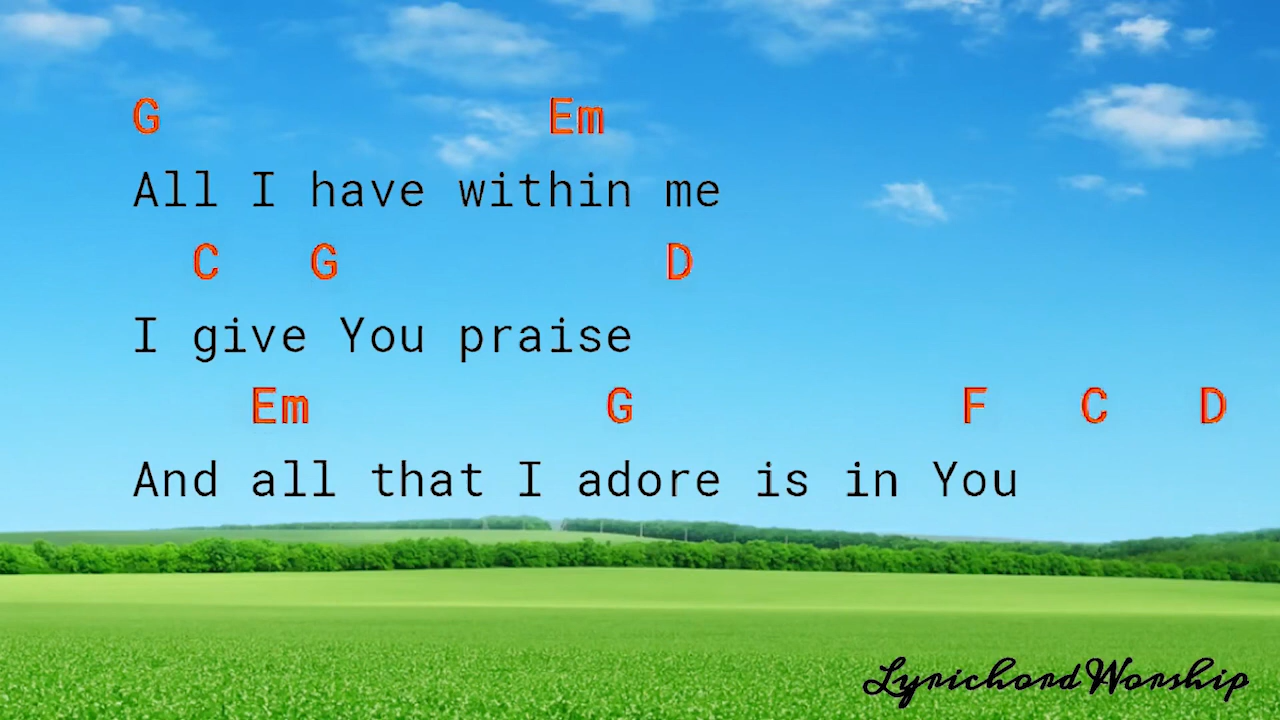 G Em
All I have within me
C G D
I give You praise
Em G F C D
And all that I adore is in You
LyrichordWorship